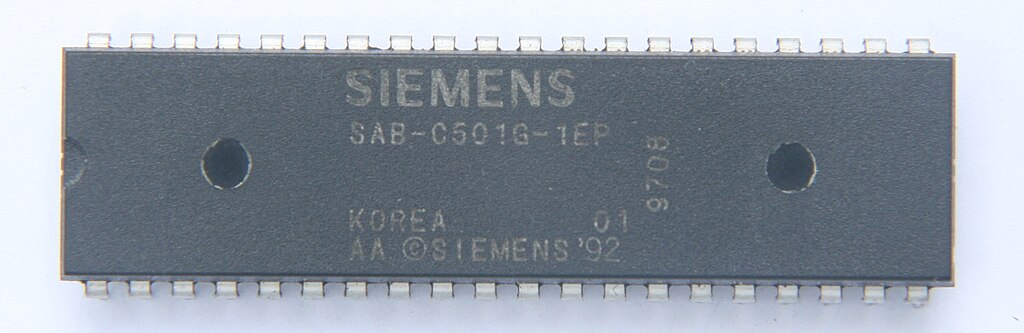 SIEMENS
SAB-C501G-1EP
9708
KOREA 01
AA ©SIEMENS '92